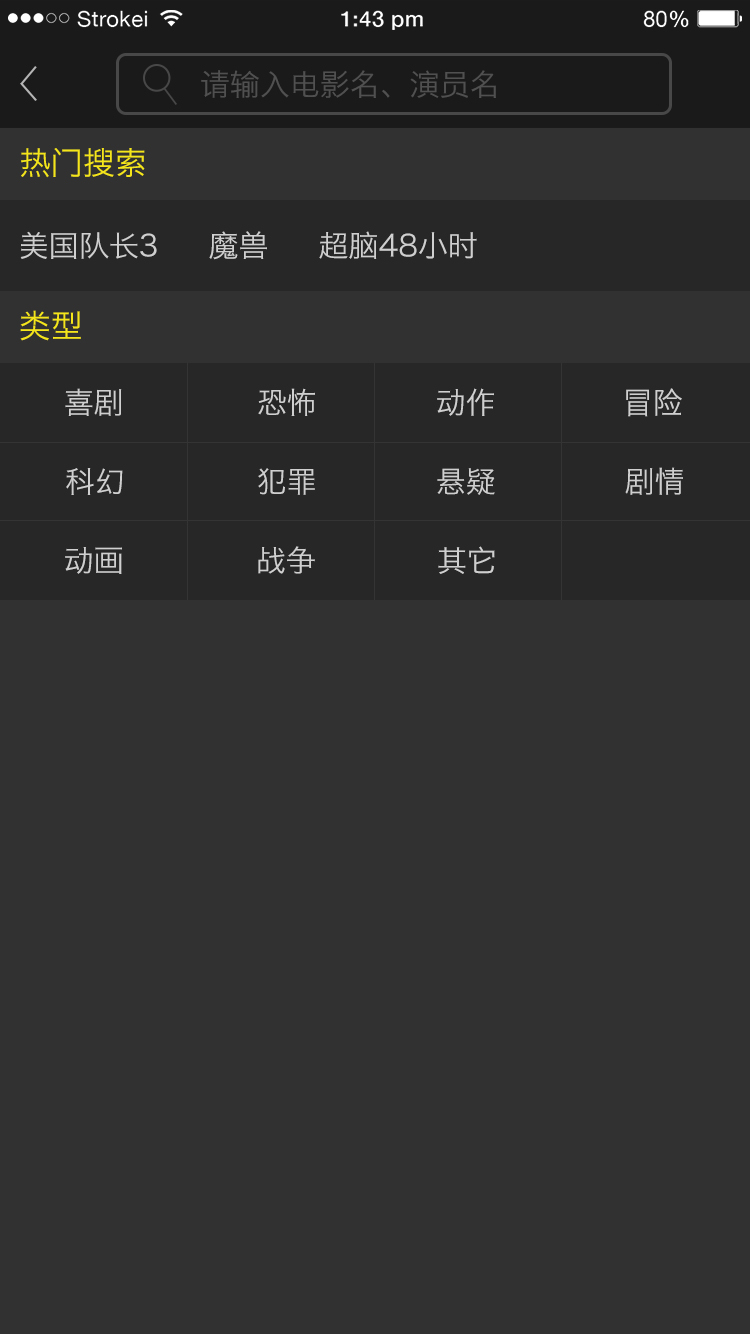 Strokei 1:43 pm 80%
请输入电影名、演员名
热门搜索
美国队长3 魔兽 超脑48小时
类型
喜剧 恐怖 动作 冒险
科幻 犯罪 悬疑 剧情
动画 战争 其它